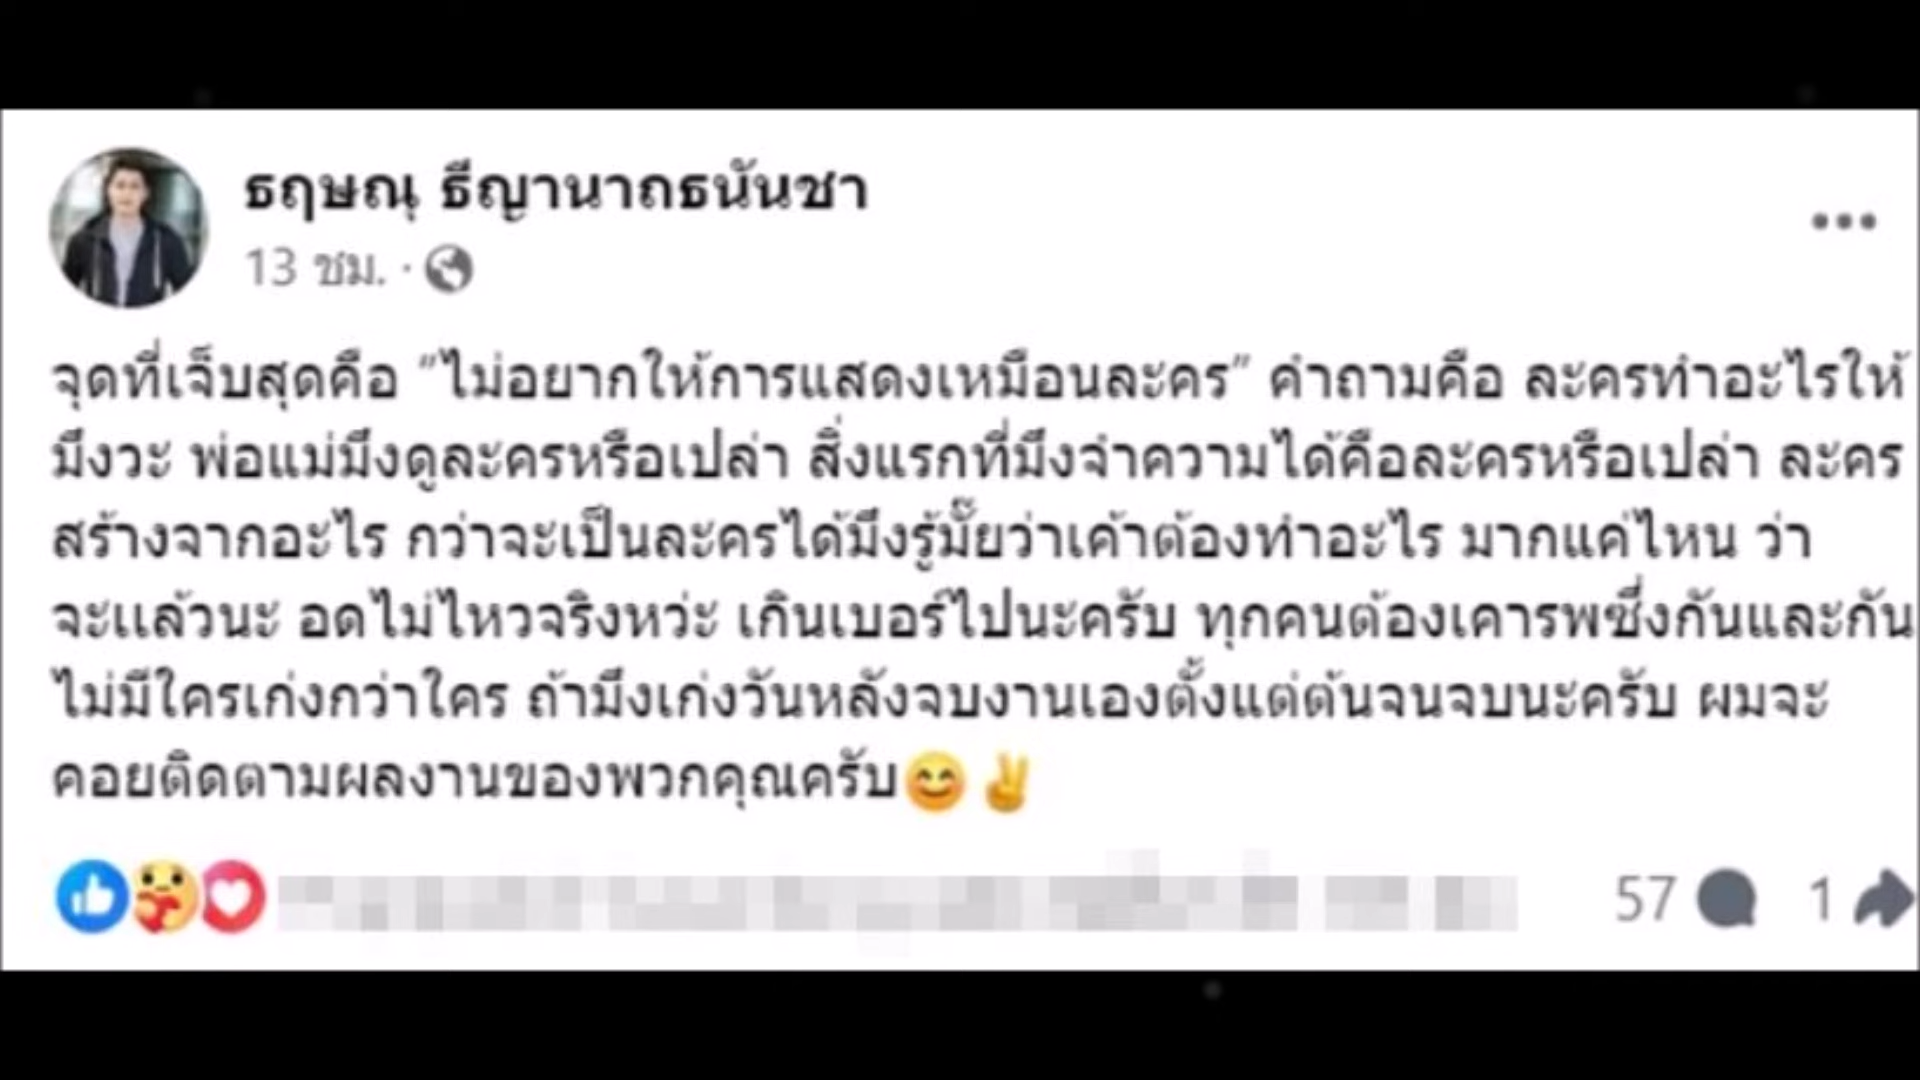 ธฤษณุ ธีญานาถธนันชา
13 ชม. ·
จุดที่เจ็บสุดคือ "ไม่อยากให้การแสดงเหมือนละคร" คำถามคือ ละครทำอะไรให้
มึงวะ พ่อแม่มึงดูละครหรือเปล่า สิ่งแรกที่มึงจำความได้คือละครหรือเปล่า ละคร
สร้างจากอะไร กว่าจะเป็นละครได้มึงรู้มั๊ยว่าเค้าต้องทำอะไร มากแค่ไหน ว่า
จะแล้วนะ อดไม่ไหวจริงหว่ะ เกินเบอร์ไปนะครับ ทุกคนต้องเคารพซึ่งกันและกัน
ไม่มีใครเก่งกว่าใคร ถ้ามึงเก่งวันหลังจบงานเองตั้งแต่ต้นจนจบนะครับ ผมจะ
คอยติดตามผลงานของพวกคุณครับ😊✌️
57 1